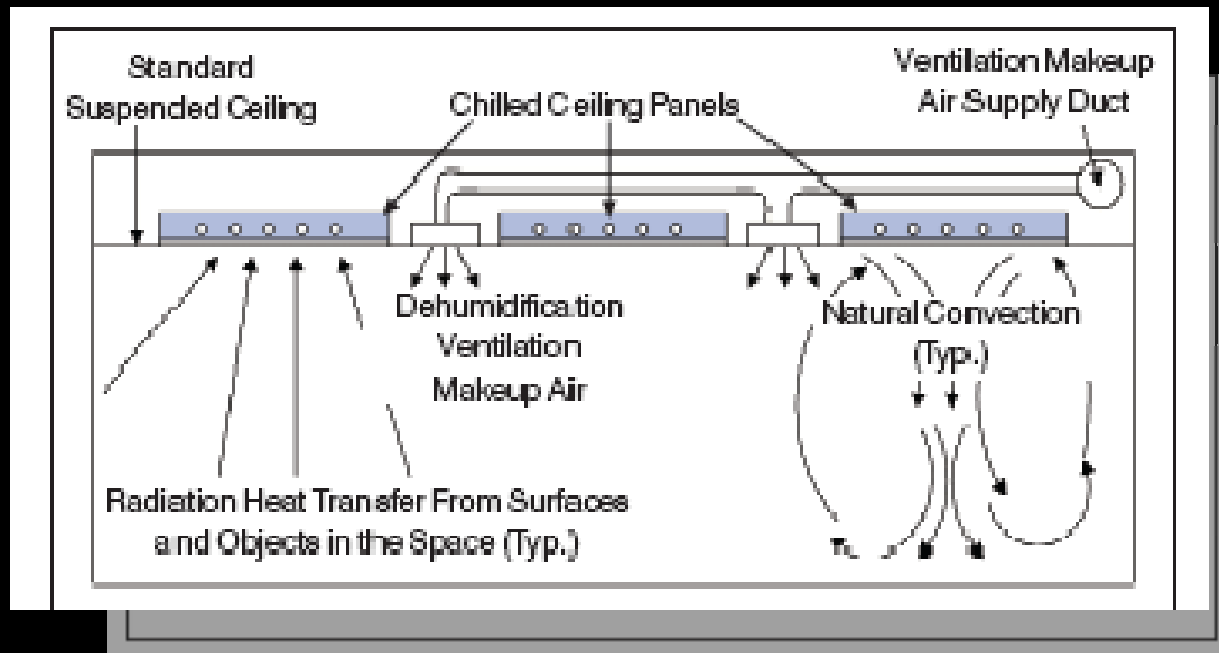 Standard
Suspended Ceiling
Chilled Ceiling Panels
Ventilation Makeup
Air Supply Duct
Dehumidification
Ventilation
Makeup Air
Natural Convection
(Typ.)
Radiation Heat Transfer From Surfaces
and Objects in the Space (Typ.)